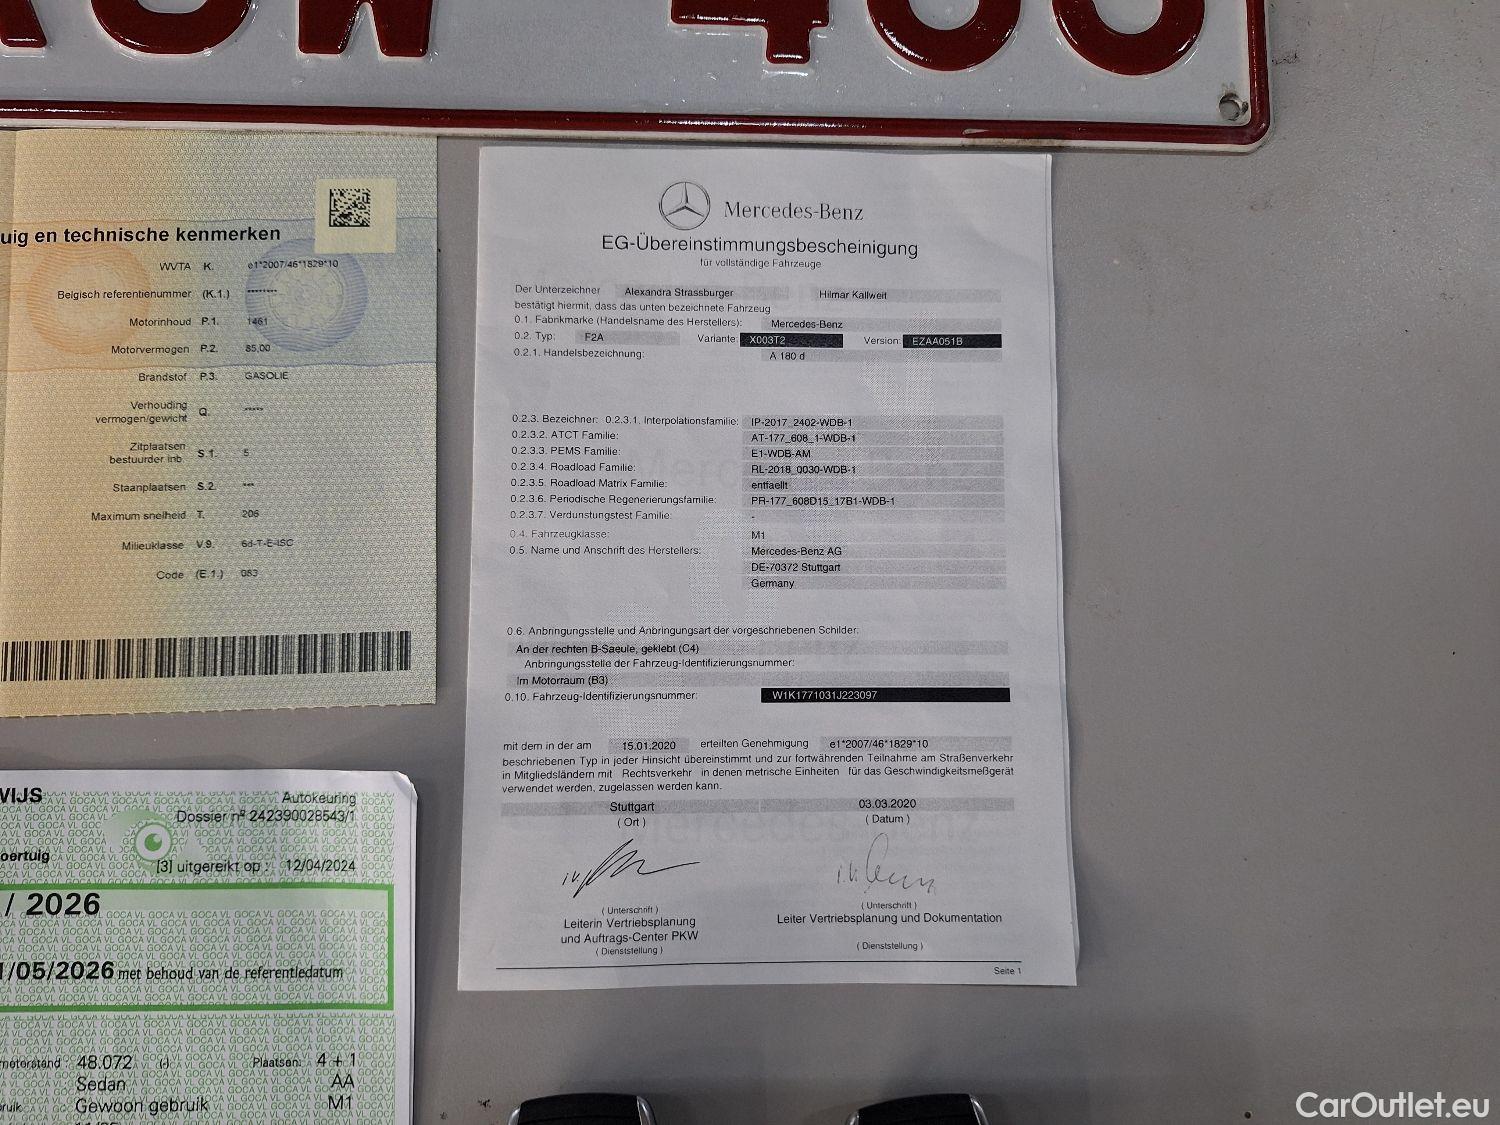 uig en technische kenmerken
WVTA K. e1*2007/46*1829*10
Belgisch referentienummer (K.1.) ********
Motorinhoud P.1. 1461
Motorvermogen P.2. 85,00
Brandstof P.3. GASOLIE
Verhouding
vermogen/gewicht Q. *****
Zitplaatsen
bestuurder inb. S.1. 5
Staanplaatsen S.2. ***
Maximum snelheid T. 206
Milieuklasse V.9. 6d-T-E-ISC
Code (E.1.) 083
Mercedes-Benz
EG-Übereinstimmungsbescheinigung
für vollständige Fahrzeuge
Der Unterzeichner Alexandra Strassburger Hilmar Kallweit
bestätigt hiermit, dass das unten bezeichnete Fahrzeug
0.1. Fabrikmarke (Handelsname des Herstellers): Mercedes-Benz
0.2. Typ: F2A Variante: X003T2 Version: EZAA051B
0.2.1. Handelsbezeichnung: A 180 d
0.2.3. Bezeichner: 0.2.3.1. Interpolationsfamilie: IP-2017_2402-WDB-1
0.2.3.2. ATCT Familie: AT-177_608_1-WDB-1
0.2.3.3. PEMS Familie: E1-WDB-AM
0.2.3.4. Roadload Familie: RL-2018_0030-WDB-1
0.2.3.5. Roadload Matrix Familie: entfaellt
0.2.3.6. Periodische Regenerierungsfamilie: PR-177_608D15_17B1-WDB-1
0.2.3.7. Verdunstungstest Familie: -
0.4. Fahrzeugklasse: M1
0.5. Name und Anschrift des Herstellers: Mercedes-Benz AG
DE-70372 Stuttgart
Germany
0.6. Anbringungsstelle und Anbringungsart der vorgeschriebenen Schilder:
An der rechten B-Saeule, geklebt (C4)
Anbringungsstelle der Fahrzeug-Identifizierungsnummer:
Im Motorraum (B3)
0.10. Fahrzeug-Identifizierungsnummer: W1K1771031J223097
mit dem in der am 15.01.2020 erteilten Genehmigung e1*2007/46*1829*10
beschriebenen Typ in jeder Hinsicht übereinstimmt und zur fortwährenden Teilnahme am Straßenverkehr
in Mitgliedsländern mit Rechtsverkehr in denen metrische Einheiten für das Geschwindigkeitsmeßgerät
verwendet werden, zugelassen werden kann.
Stuttgart 03.03.2020
( Ort ) ( Datum )
( Unterschrift ) ( Unterschrift )
Leiterin Vertriebsplanung Leiter Vertriebsplanung und Dokumentation
und Auftrags-Center PKW
( Dienststellung ) ( Dienststellung )
Seite 1
WIJS Autokeuring
Dossier nº 242390028543/1
oertuig
[3] uitgereikt op : 12/04/2024
/ 2026
/05/2026 met behoud van de referentiedatum
meterstand : 48.072 (-) Plaatsen: 4 + 1
Sedan AA
ruik Gewoon gebruik M1
CarOutlet.eu